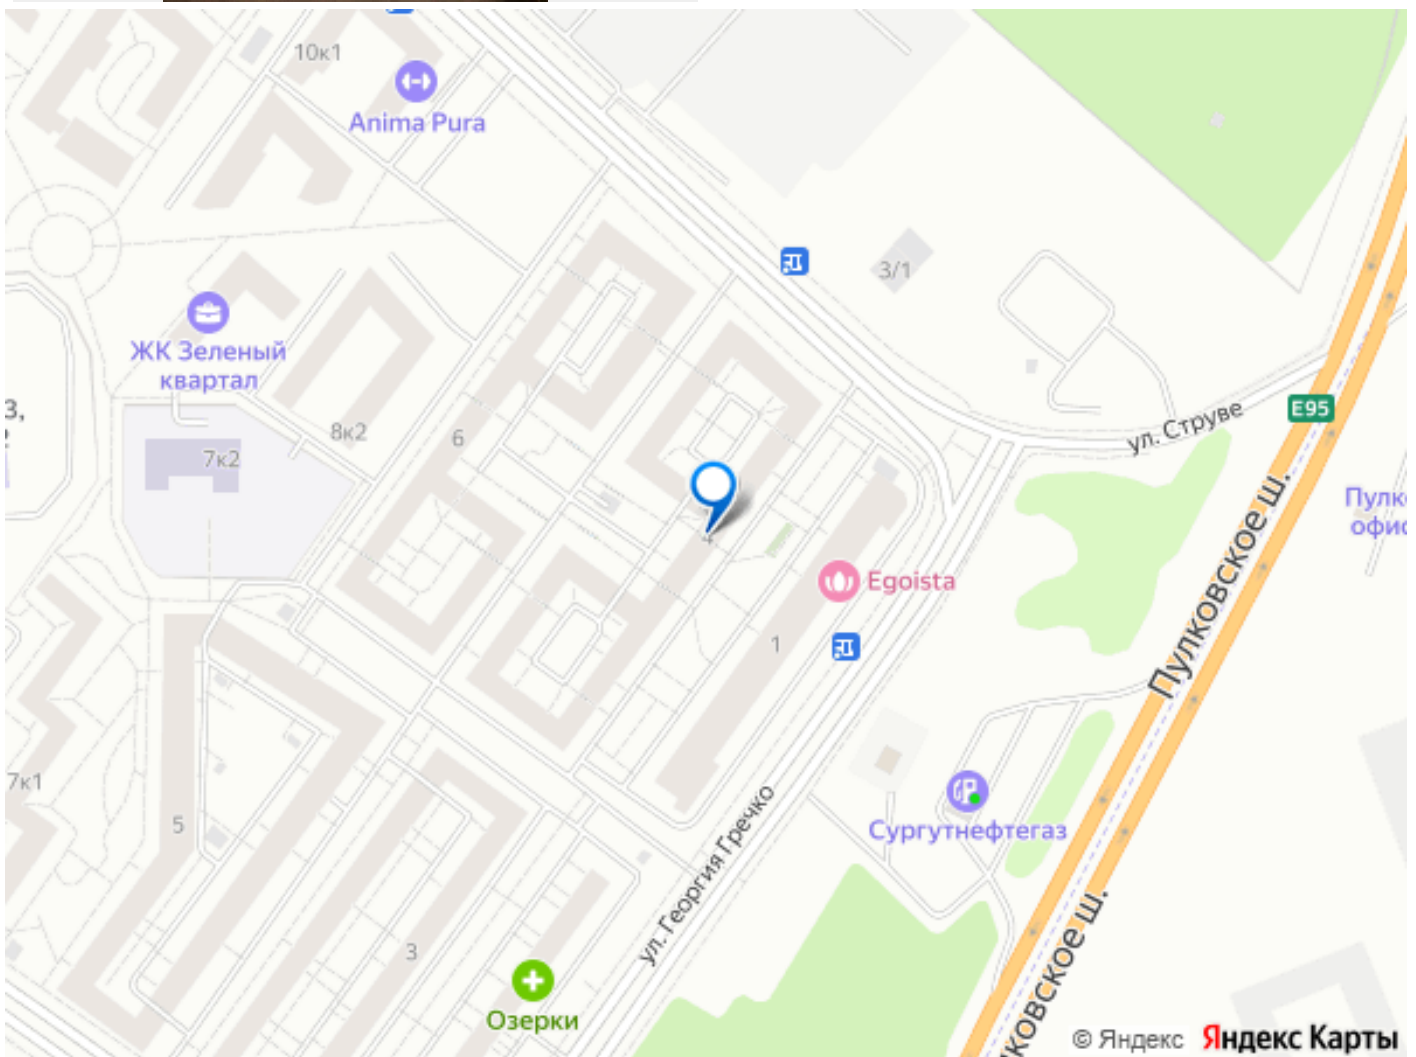 10к1
Anima Pura
3/1
ЖК Зеленый
квартал
3,
8к2
6
7к2
ул. Струве
E95
Пулк
офис
4
Egoista
Пулковское ш.
1
7к1
5
Сургутнефтегаз
ул. Георгия Гречко
3
Озерки
ковское ш.
© Яндекс Яндекс Карты